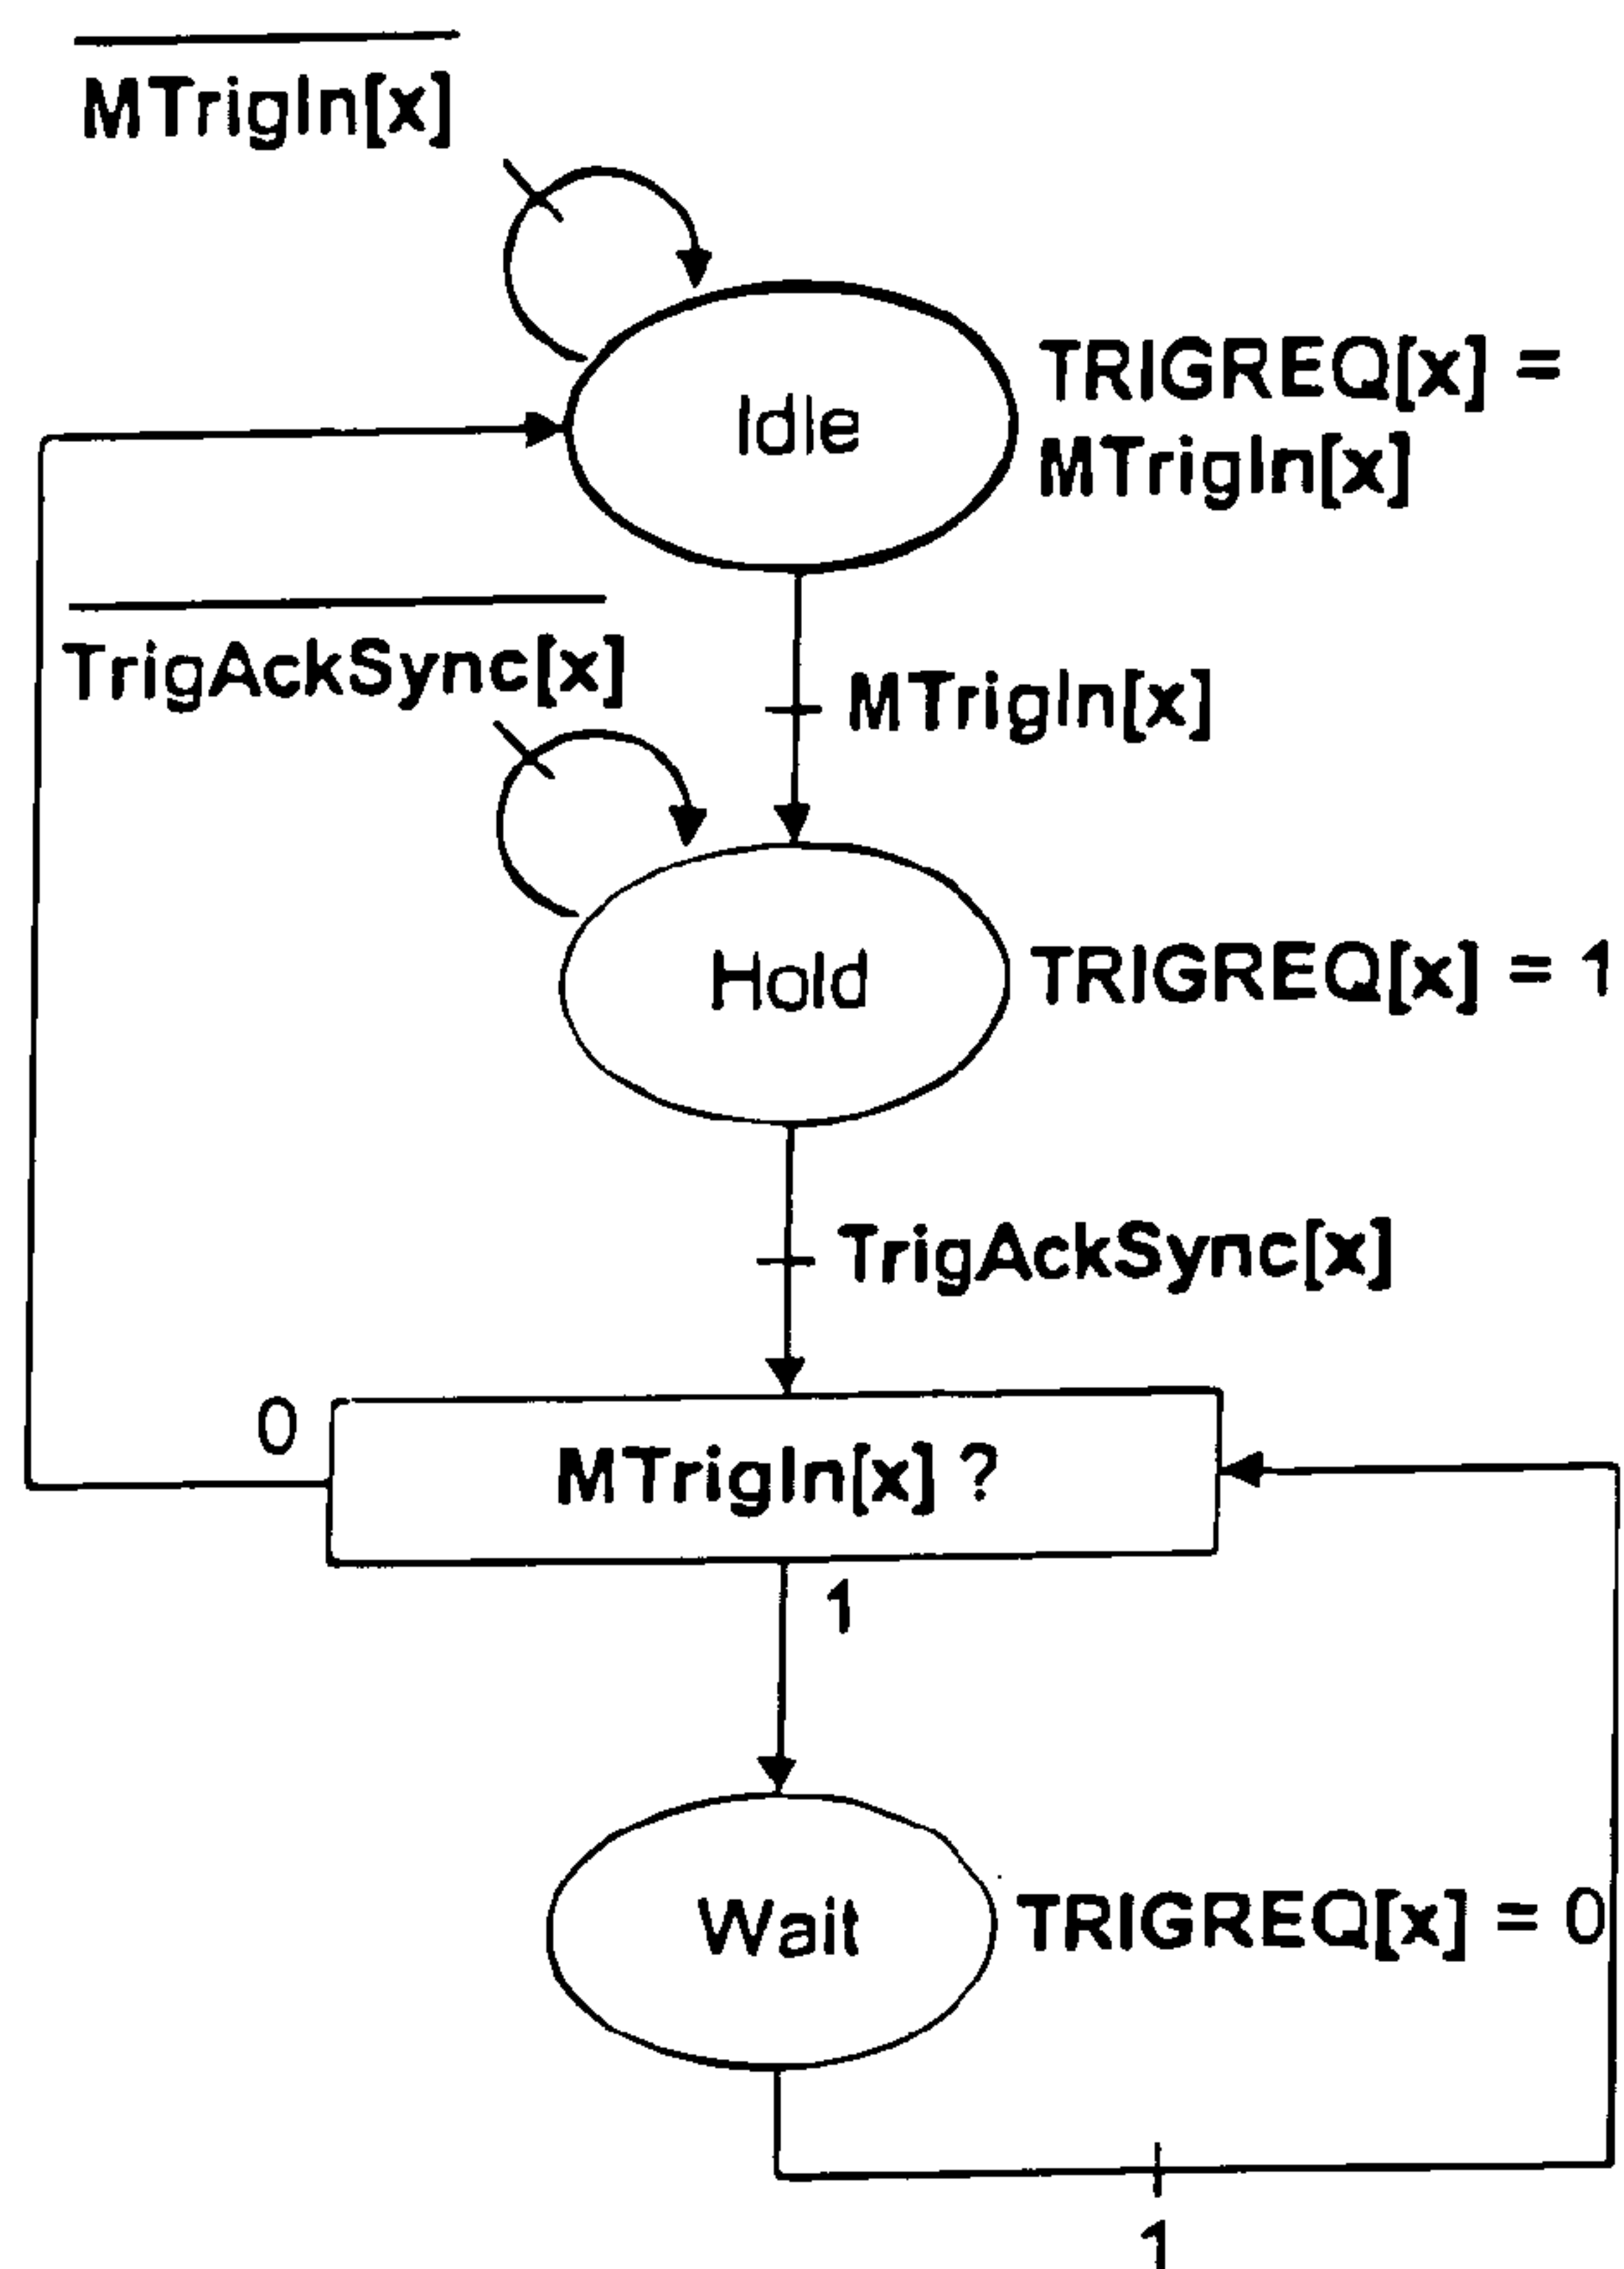 MTrigIn[x]
Idle
TRIGREQ[x] =
MTrigIn[x]
TrigAckSync[x]
MTrigIn[x]
Hold
TRIGREQ[x] = 1
TrigAckSync[x]
0
MTrigIn[x] ?
1
Wait
TRIGREQ[x] = 0
1